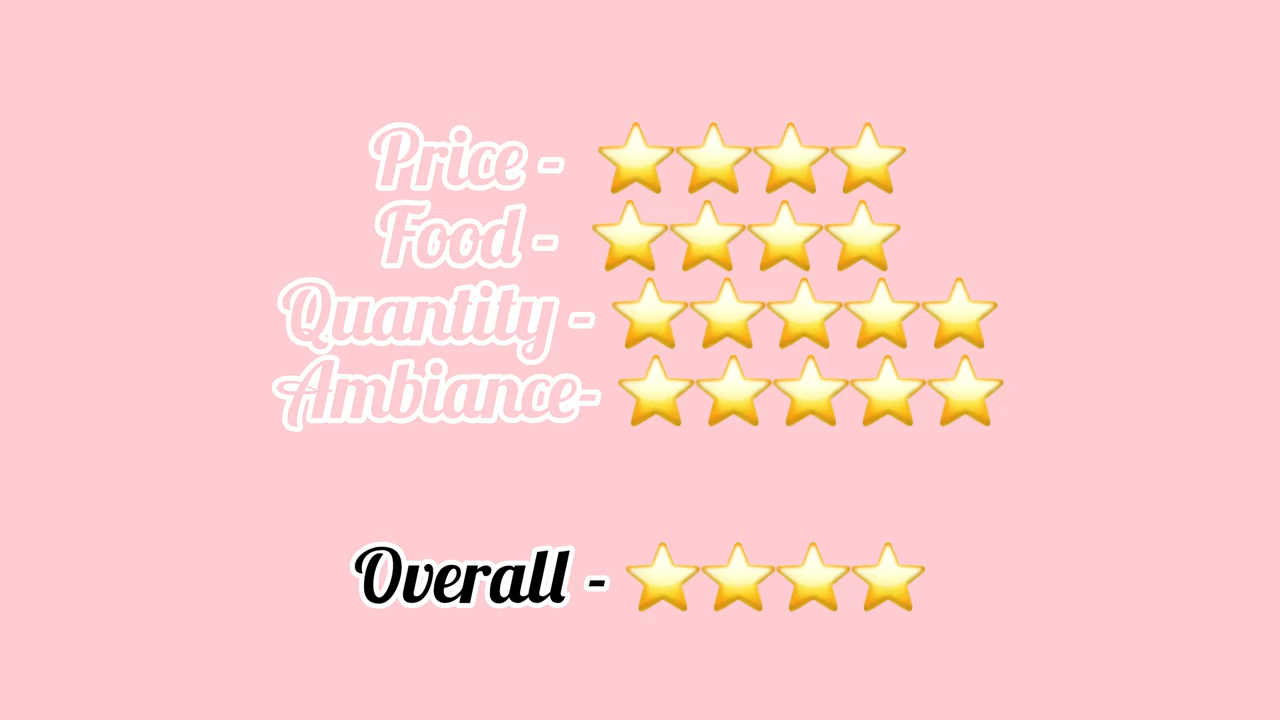 Price - ⭐⭐⭐⭐
Food - ⭐⭐⭐⭐
Quantity - ⭐⭐⭐⭐⭐
Ambiance- ⭐⭐⭐⭐⭐
Overall - ⭐⭐⭐⭐